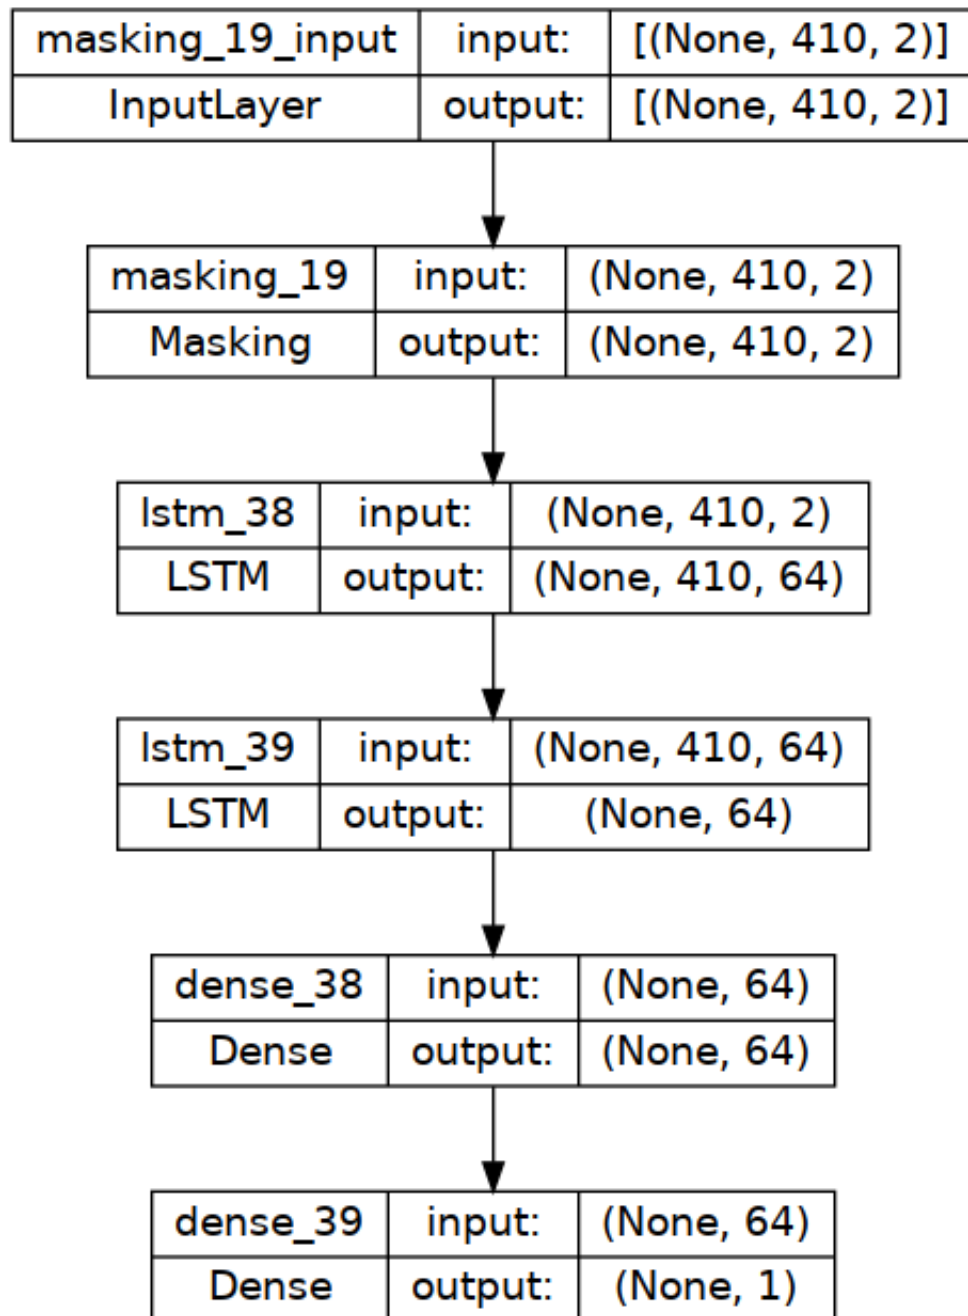 masking_19_input input: [(None, 410, 2)]
InputLayer output: [(None, 410, 2)]
masking_19 input: (None, 410, 2)
Masking output: (None, 410, 2)
lstm_38 input: (None, 410, 2)
LSTM output: (None, 410, 64)
lstm_39 input: (None, 410, 64)
LSTM output: (None, 64)
dense_38 input: (None, 64)
Dense output: (None, 64)
dense_39 input: (None, 64)
Dense output: (None, 1)